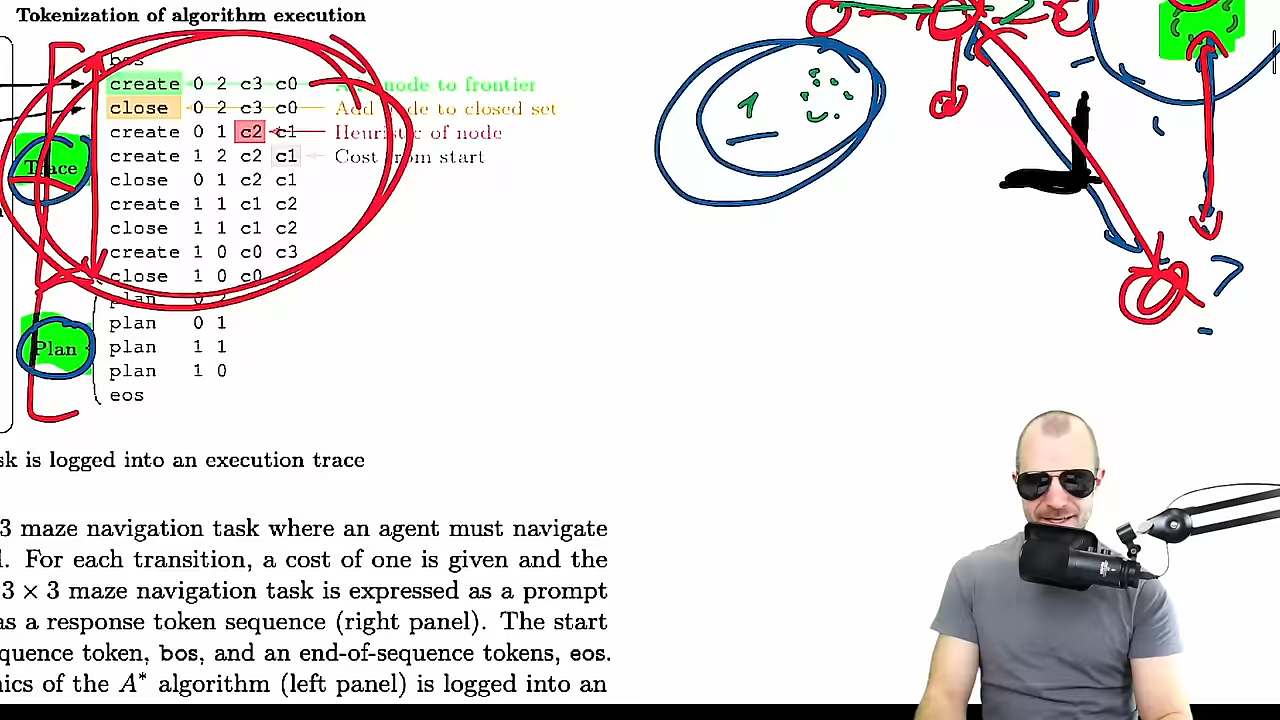 Tokenization of algorithm execution
bos
create 0 2 c3 c0 Add node to frontier
close 0 2 c3 c0 Add node to closed set
create 0 1 c2 c1 Heuristic of node
create 1 2 c2 c1 Cost from start
Trace
close 0 1 c2 c1
create 1 1 c1 c2
close 1 1 c1 c2
create 1 0 c0 c3
close 1 0 c0
plan 0 2
plan 0 1
Plan
plan 1 1
plan 1 0
eos
sk is logged into an execution trace
3 maze navigation task where an agent must navigate
. For each transition, a cost of one is given and the
3 × 3 maze navigation task is expressed as a prompt
as a response token sequence (right panel). The start
quence token, bos, and an end-of-sequence tokens, eos.
ics of the A* algorithm (left panel) is logged into an